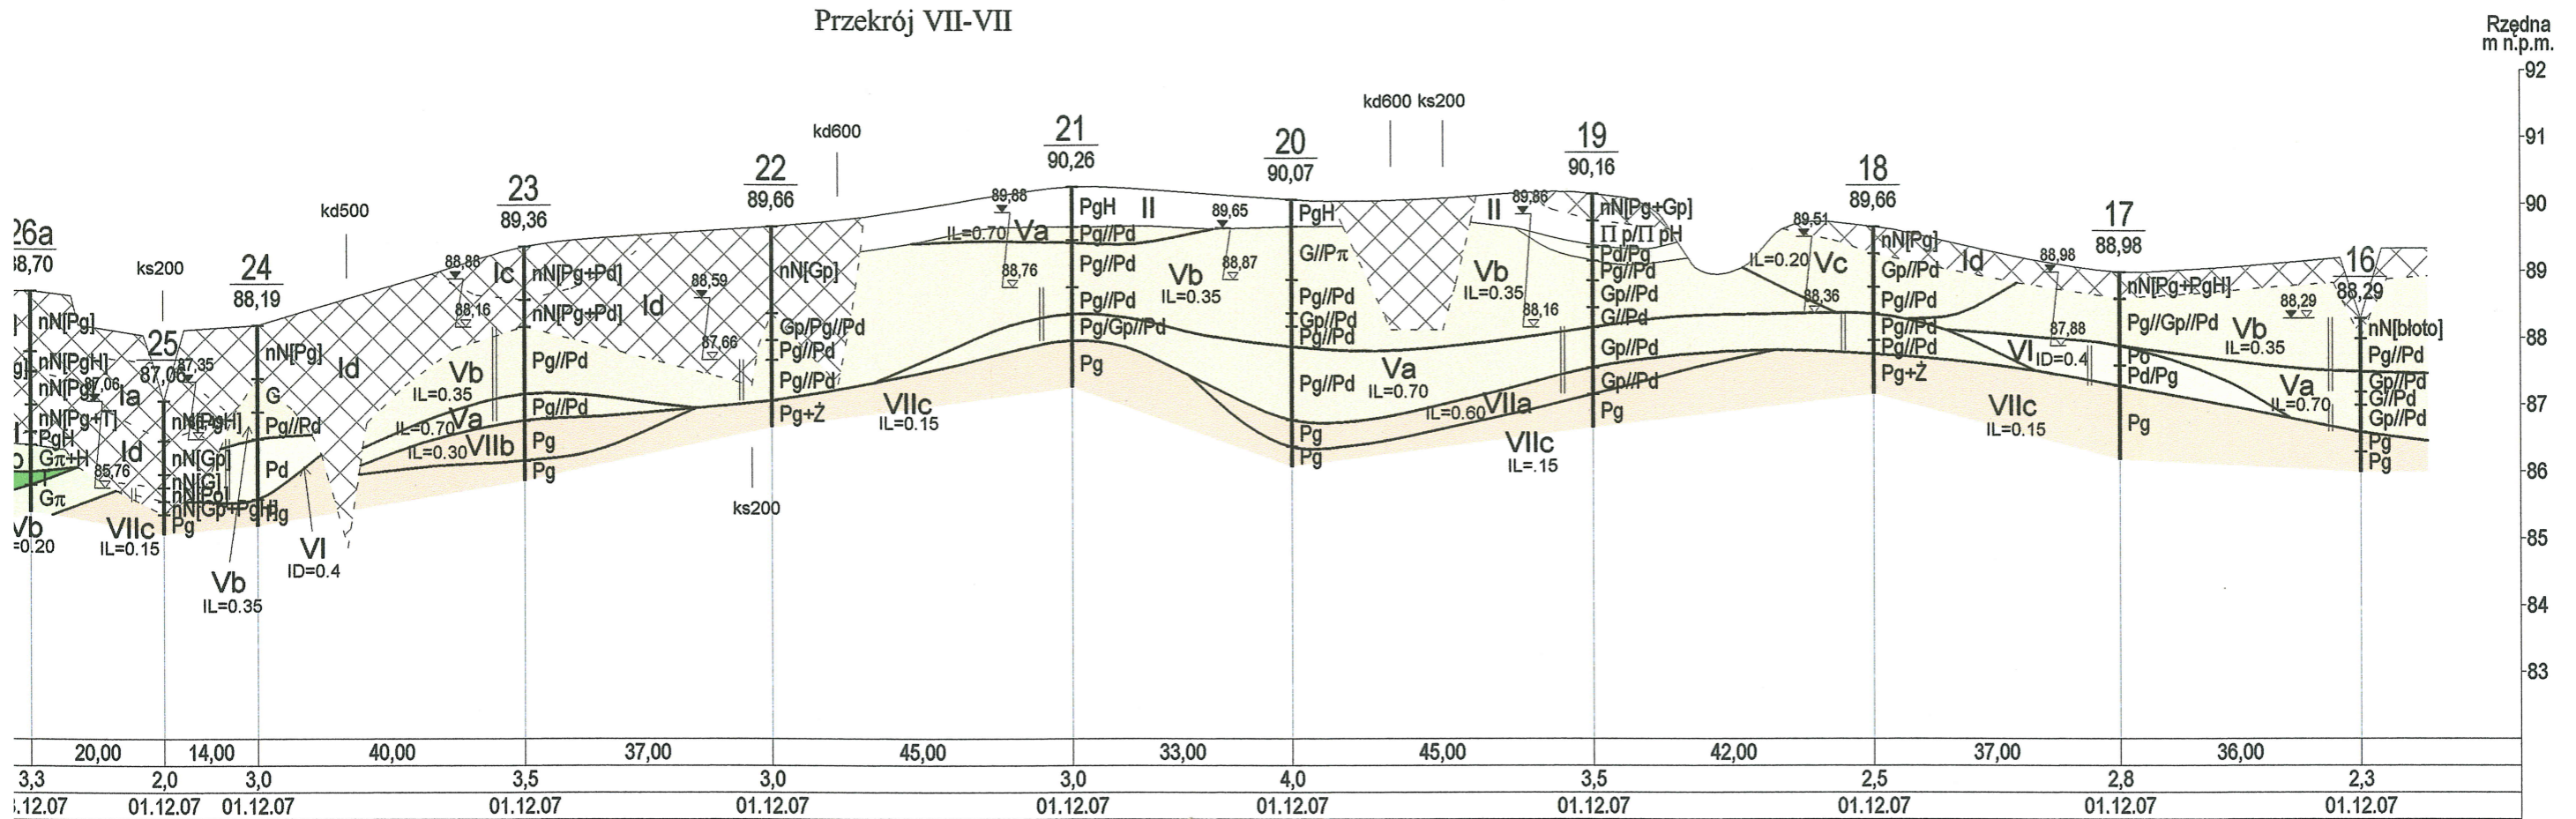 Przekrój VII-VII
Rzędna
m n.p.m.
92
91
90
89
88
87
86
85
84
83
26a
88,70
nN[Pg]
nN[PgH]
nN[Pg]
nN[Pg+T]
PgH
Gπ+H
T
Gπ
Vb
=0.20
87,06
85,76
Ia
Id
VIIc
IL=0.15
ks200
25
87,06
nN[PgH]
nN[Gp]
nN[G]
nN[Po]
nN[Gp+PgH]
Pg
87,35
24
88,19
nN[Pg]
G
Pg//Pd
Pd
Pg
Vb
IL=0.35
VI
ID=0.4
kd500
Id
88,88
88,16
Ic
Vb
IL=0.35
Va
IL=0.70
VIIb
IL=0.30
23
89,36
nN[Pg+Pd]
nN[Pg+Pd]
Pg//Pd
Pg//Pd
Pg
Pg
Id
88,59
87,66
ks200
22
89,66
nN[Gp]
Gp/Pg//Pd
Pg//Pd
Pg//Pd
Pg+Ż
kd600
VIIc
IL=0.15
89,88
IL=0.70
Va
88,76
21
90,26
PgH
II
Pg//Pd
Pg//Pd
Pg//Pd
Pg/Gp//Pd
Pg
89,65
88,87
Vb
IL=0.35
20
90,07
PgH
G//Pπ
Pg//Pd
Gp//Pd
Pg//Pd
Pg//Pd
Pg
Pg
kd600 ks200
Va
IL=0.70
II
89,86
88,16
Vb
IL=0.35
IL=0.60
VIIa
VIIc
IL=.15
19
90,16
nN[Pg+Gp]
Πp/ΠpH
Pd/Pg
Pg//Pd
Gp//Pd
G//Pd
Gp//Pd
Gp//Pd
Pg
89,51
IL=0.20
Vc
88,36
18
89,66
nN[Pg]
Gp//Pd
Pg//Pd
Pg//Pd
Pg//Pd
Pg+Ż
Id
88,98
87,88
VI
ID=0.4
VIIc
IL=0.15
17
88,98
nN[Pg+PgH]
Pg//Gp//Pd
Po
Pd/Pg
Pg
Vb
IL=0.35
88,29
Va
IL=0.70
16
88,29
nN[błoto]
Pg//Pd
Gp//Pd
G//Pd
Gp//Pd
Pg
Pg
20,00 14,00 40,00 37,00 45,00 33,00 45,00 42,00 37,00 36,00
3,3 2,0 3,0 3,5 3,0 3,0 4,0 3,5 2,5 2,8 2,3
.12.07 01.12.07 01.12.07 01.12.07 01.12.07 01.12.07 01.12.07 01.12.07 01.12.07 01.12.07 01.12.07